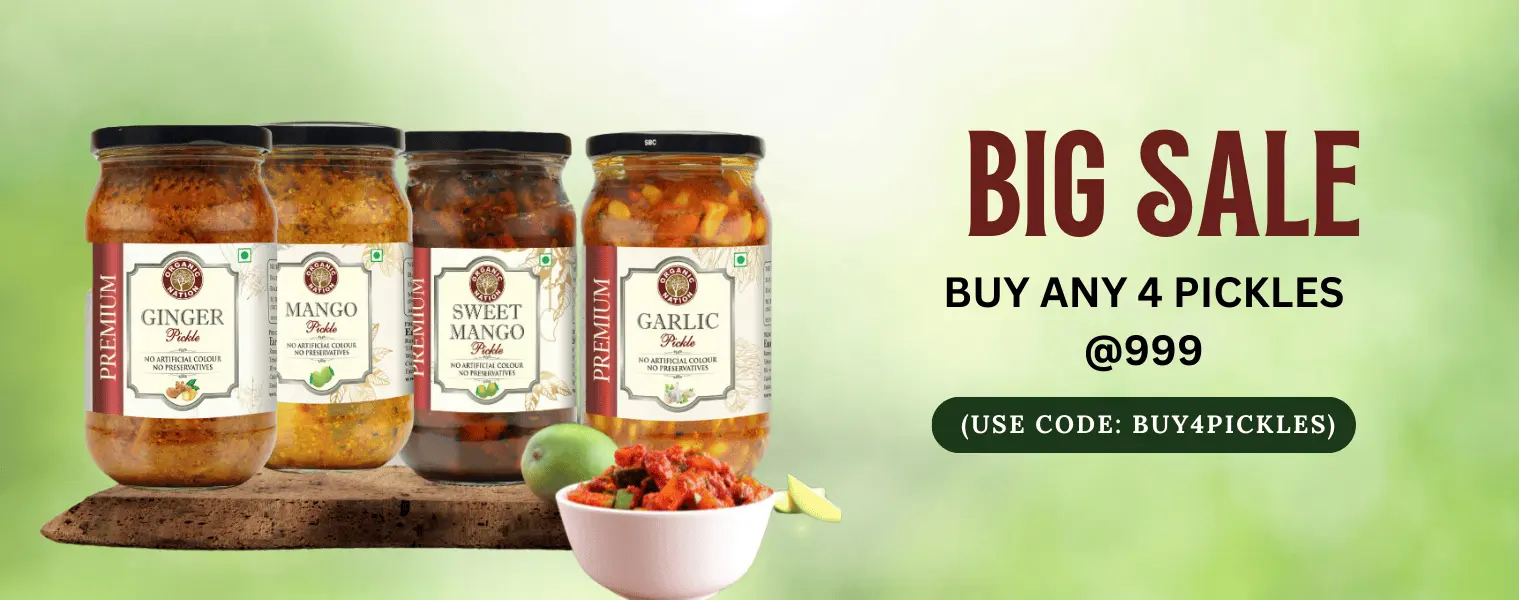 BIG SALE
BUY ANY 4 PICKLES
@999
(USE CODE: BUY4PICKLES)
PREMIUM
ORGANIC
NATION
GINGER
Pickle
NO ARTIFICIAL COLOUR
NO PRESERVATIVES
ORGANIC
NATION
MANGO
Pickle
NO ARTIFICIAL COLOUR
NO PRESERVATIVES
PREMIUM
ORGANIC
NATION
SWEET
MANGO
Pickle
NO ARTIFICIAL COLOUR
NO PRESERVATIVES
SBC
PREMIUM
ORGANIC
NATION
GARLIC
Pickle
NO ARTIFICIAL COLOUR
NO PRESERVATIVES